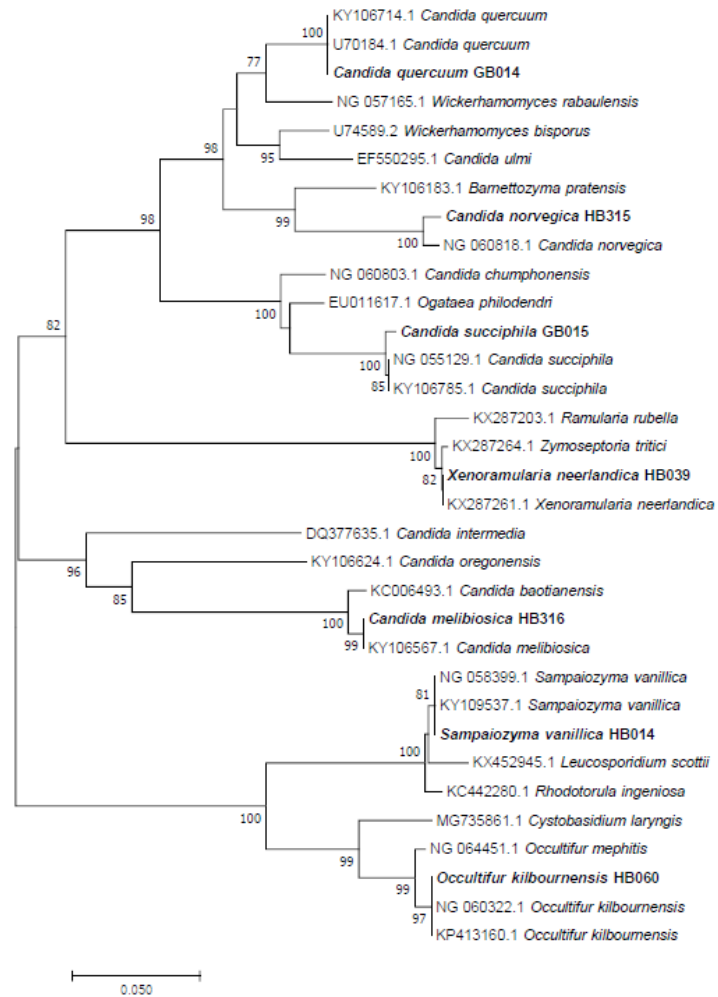 KY106714.1 Candida quercuum
100
U70184.1 Candida quercuum
77
Candida quercuum GB014
NG 057165.1 Wickerhamomyces rabaulensis
U74589.2 Wickerhamomyces bisporus
98
95
EF550295.1 Candida ulmi
KY106183.1 Barnettozyma pratensis
99
98
Candida norvegica HB315
100
NG 060818.1 Candida norvegica
NG 060803.1 Candida chumphonensis
EU011617.1 Ogataea philodendri
100
82
Candida succiphila GB015
100
NG 055129.1 Candida succiphila
85
KY106785.1 Candida succiphila
KX287203.1 Ramularia rubella
KX287264.1 Zymoseptoria tritici
100
82
Xenoramularia neerlandica HB039
KX287261.1 Xenoramularia neerlandica
DQ377635.1 Candida intermedia
KY106624.1 Candida oregonensis
96
KC006493.1 Candida baotianensis
85
Candida melibiosica HB316
100
99
KY106567.1 Candida melibiosica
NG 058399.1 Sampaiozyma vanillica
81
KY109537.1 Sampaiozyma vanillica
Sampaiozyma vanillica HB014
100
KX452945.1 Leucosporidium scottii
KC442280.1 Rhodotorula ingeniosa
100
MG735861.1 Cystobasidium laryngis
NG 064451.1 Occultifur mephitis
99
Occultifur kilbournensis HB060
99
NG 060322.1 Occultifur kilbournensis
97
KP413160.1 Occultifur kilbournensis
0.050